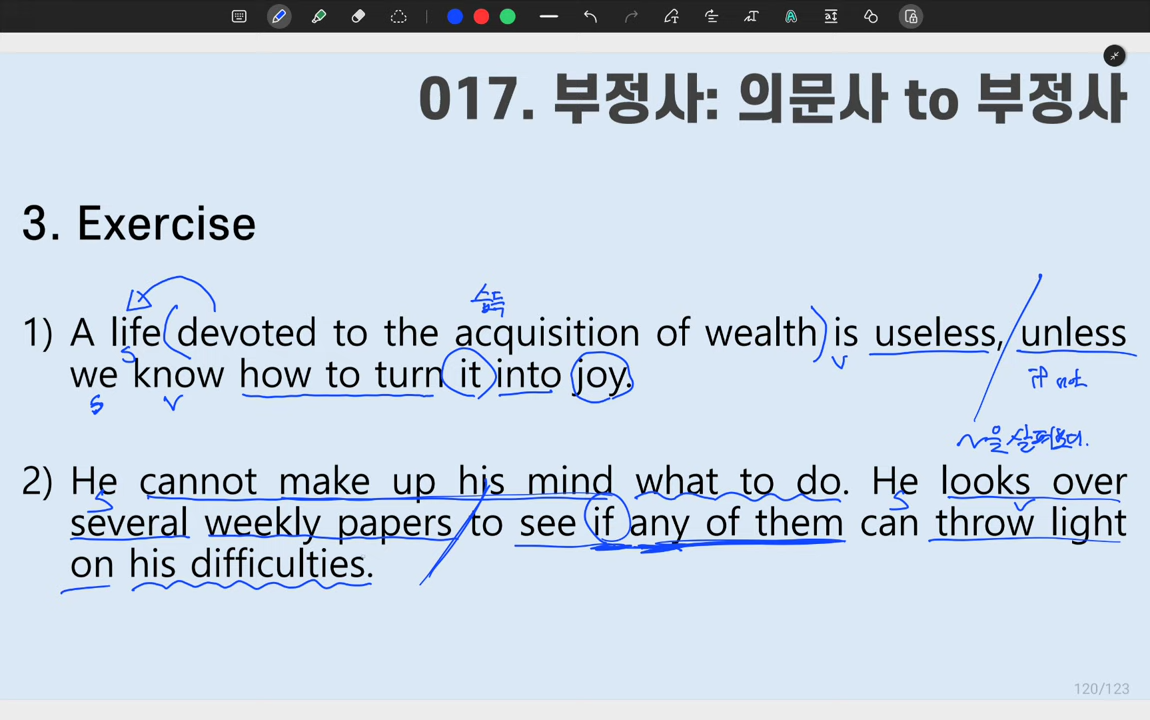 017. 부정사: 의문사 to 부정사
3. Exercise
습득
1) A life (devoted to the acquisition of wealth) is useless, unless
S V
we know how to turn it into joy.
S V if not
~을 살펴보다.
2) He cannot make up his mind what to do. He looks over
S S V
several weekly papers to see if any of them can throw light
on his difficulties.
120/123